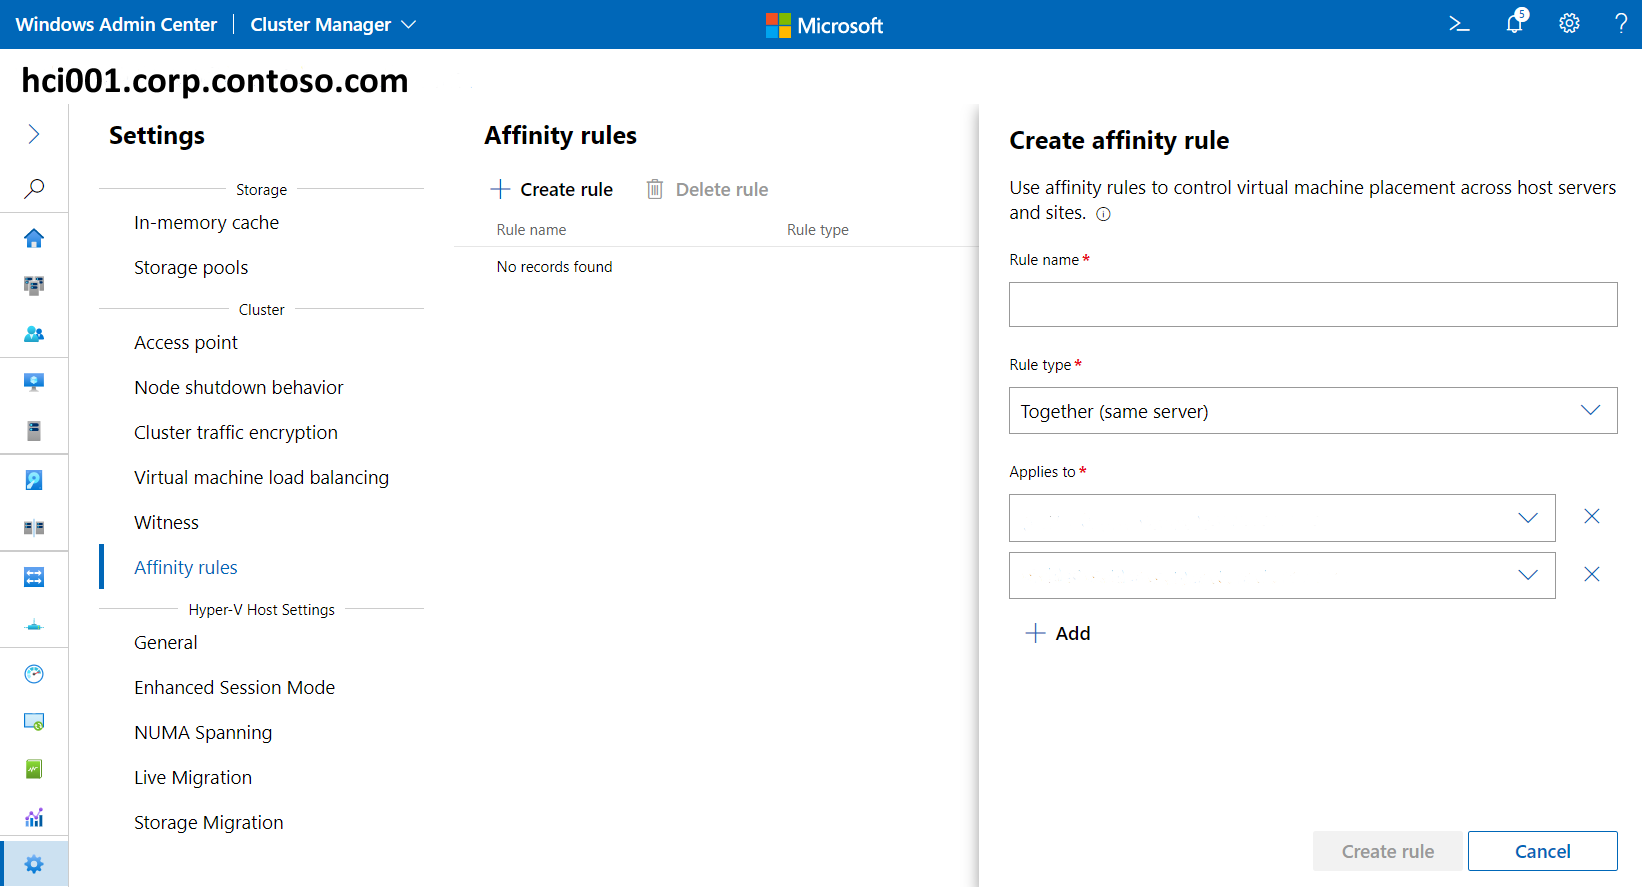 Windows Admin Center
Cluster Manager
Microsoft
5
?
hci001.corp.contoso.com
Settings
Storage
In-memory cache
Storage pools
Cluster
Access point
Node shutdown behavior
Cluster traffic encryption
Virtual machine load balancing
Witness
Affinity rules
Hyper-V Host Settings
General
Enhanced Session Mode
NUMA Spanning
Live Migration
Storage Migration
Affinity rules
Create rule Delete rule
Rule name Rule type
No records found
Create affinity rule
Use affinity rules to control virtual machine placement across host servers
and sites.
Rule name *
Rule type *
Together (same server)
Applies to *
Add
Create rule Cancel